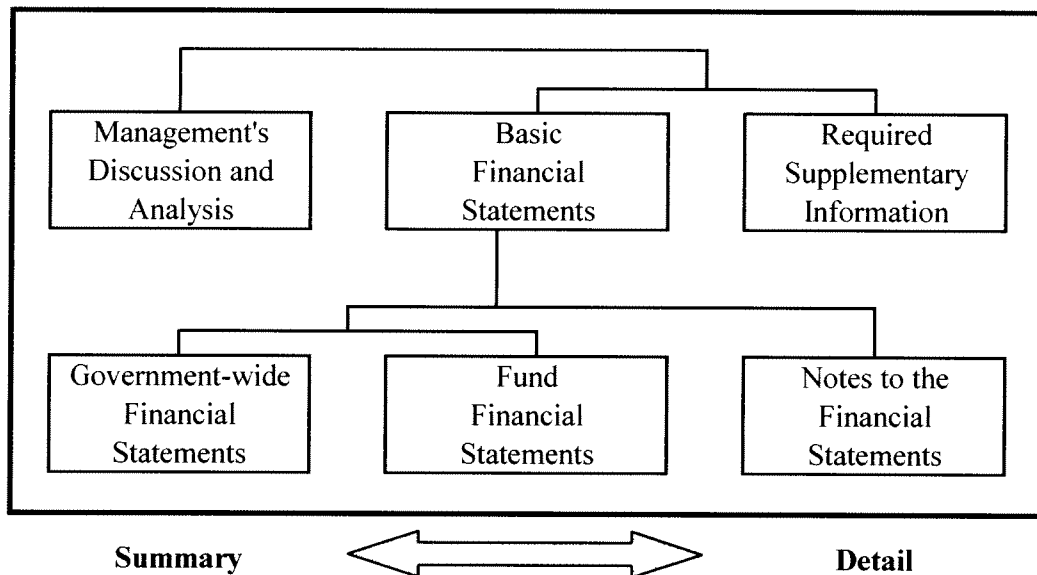 Management's
Discussion and
Analysis
Basic
Financial
Statements
Required
Supplementary
Information
Government-wide
Financial
Statements
Fund
Financial
Statements
Notes to the
Financial
Statements
Summary
Detail